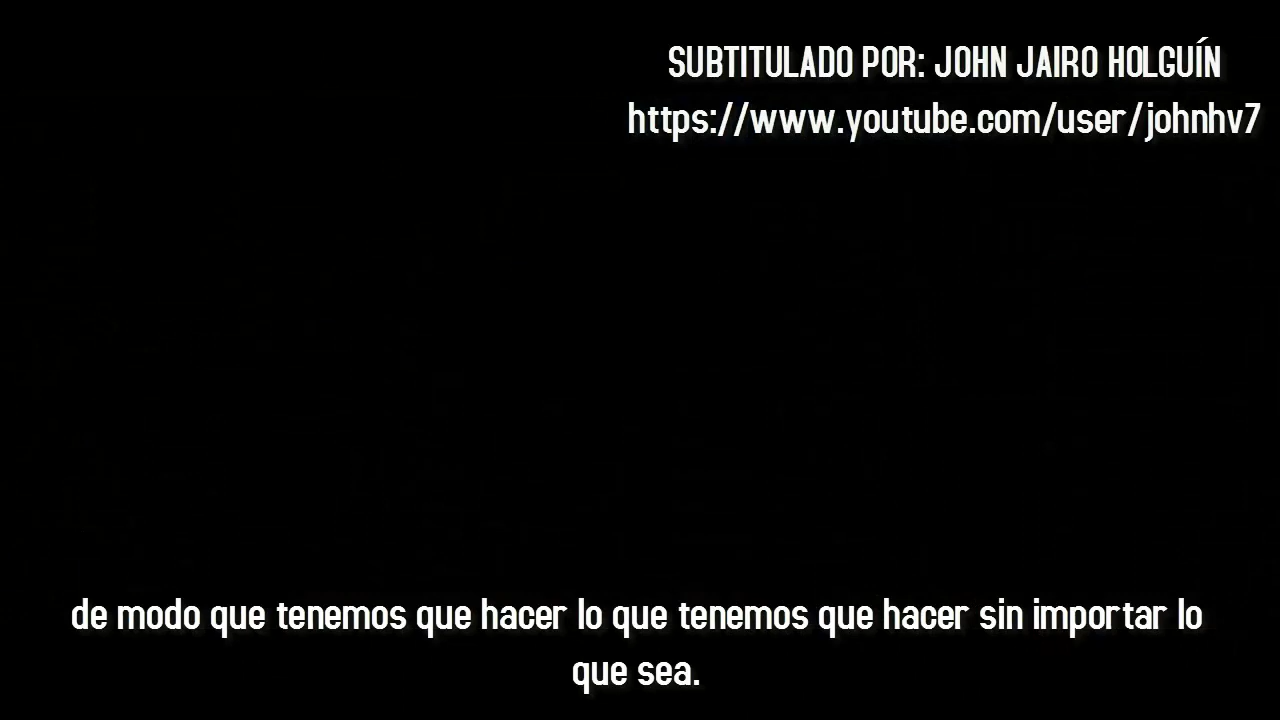 SUBTITULADO POR: JOHN JAIRO HOLGUÍN
https://www.youtube.com/user/johnhv7
de modo que tenemos que hacer lo que tenemos que hacer sin importar lo
que sea.